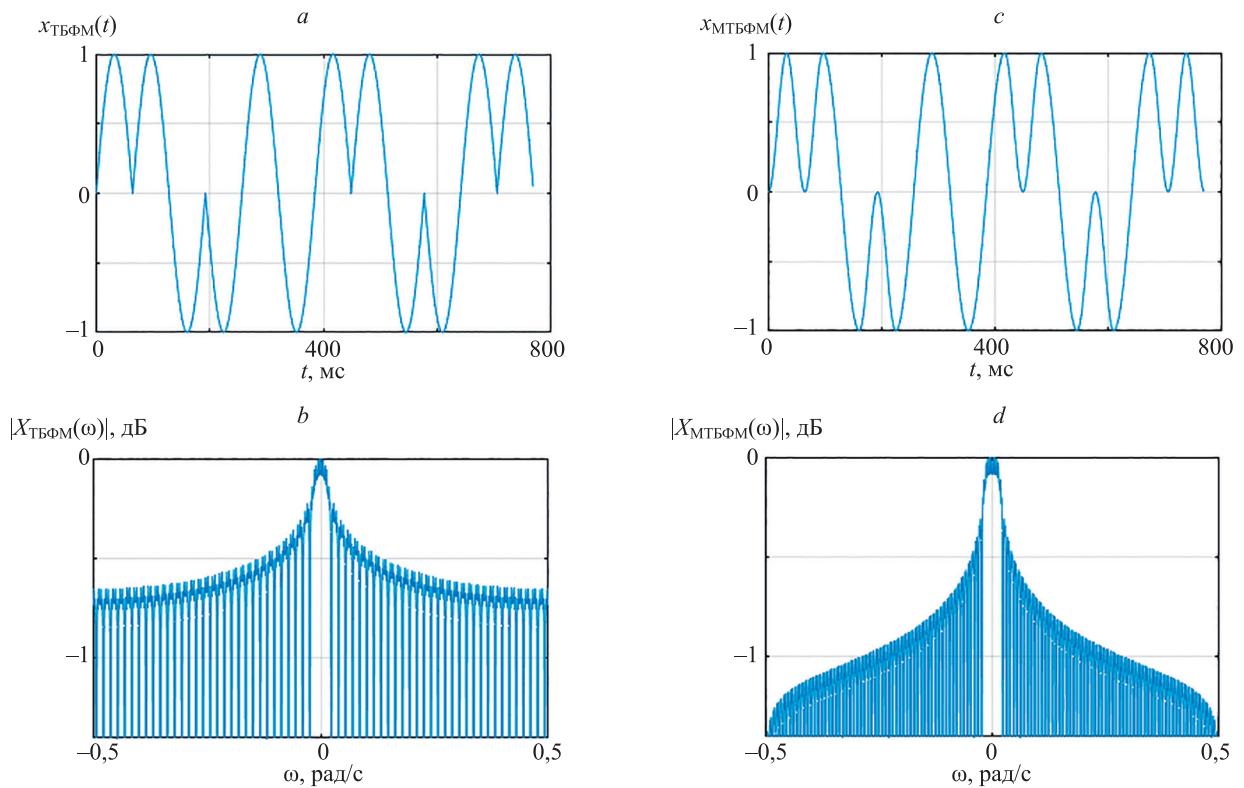 a
x_ТБФМ(t)
1
0
–1
0
400
800
t, мс
c
x_МТБФМ(t)
1
0
–1
0
400
800
t, мс
b
|X_ТБФМ(ω)|, дБ
0
–1
–0,5
0
0,5
ω, рад/с
d
|X_МТБФМ(ω)|, дБ
0
–1
–0,5
0
0,5
ω, рад/с